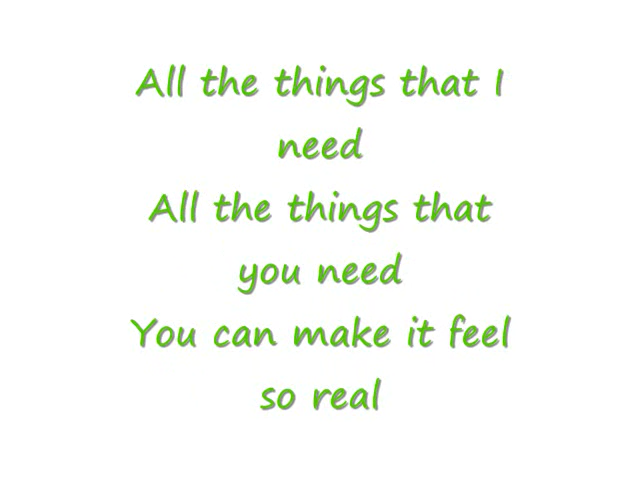 All the things that I
need
All the things that
you need
You can make it feel
so real